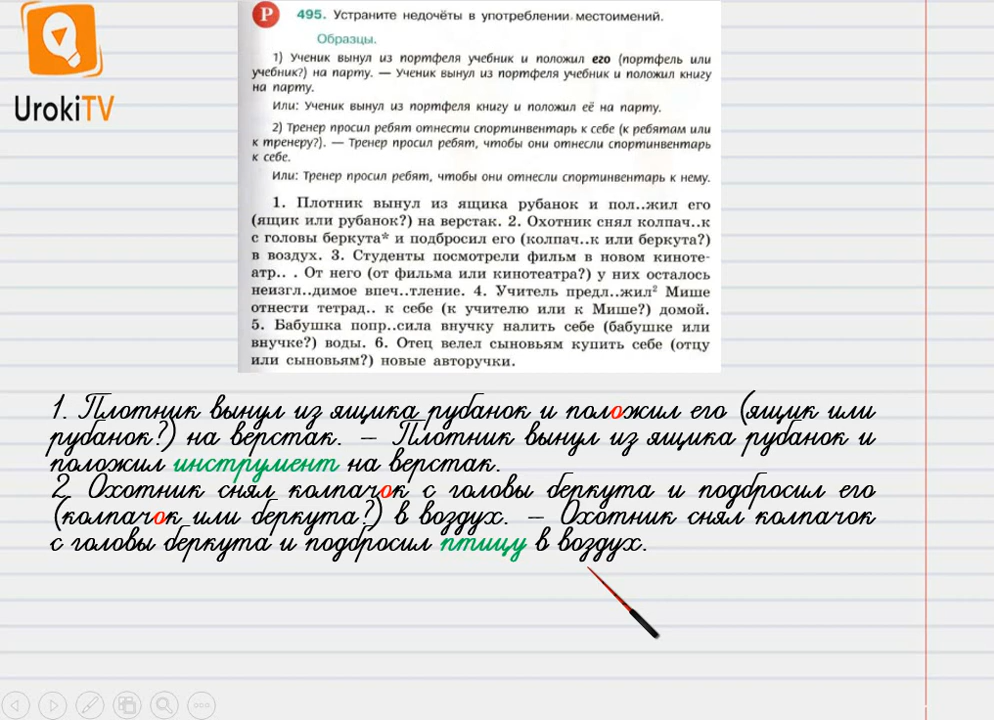 UrokiTV
Р
495. Устраните недочёты в употреблении местоимений.
Образцы.
1) Ученик вынул из портфеля учебник и положил его (портфель или
учебник?) на парту. — Ученик вынул из портфеля учебник и положил книгу
на парту.
Или: Ученик вынул из портфеля книгу и положил её на парту.
2) Тренер просил ребят отнести спортинвентарь к себе (к ребятам или
к тренеру?). — Тренер просил ребят, чтобы они отнесли спортинвентарь
к себе.
Или: Тренер просил ребят, чтобы они отнесли спортинвентарь к нему.
1. Плотник вынул из ящика рубанок и пол..жил его
(ящик или рубанок?) на верстак. 2. Охотник снял колпач..к
с головы беркута* и подбросил его (колпач..к или беркута?)
в воздух. 3. Студенты посмотрели фильм в новом киноте-
атр.. . От него (от фильма или кинотеатра?) у них осталось
неизгл..димое впеч..тление. 4. Учитель предл..жил² Мише
отнести тетрад.. к себе (к учителю или к Мише?) домой.
5. Бабушка попр..сила внучку налить себе (бабушке или
внучке?) воды. 6. Отец велел сыновьям купить себе (отцу
или сыновьям?) новые авторучки.
1. Плотник вынул из ящика рубанок и положил его (ящик или
рубанок?) на верстак. – Плотник вынул из ящика рубанок и
положил инструмент на верстак.
2. Охотник снял колпачок с головы беркута и подбросил его
(колпачок или беркута?) в воздух. – Охотник снял колпачок
с головы беркута и подбросил птицу в воздух.